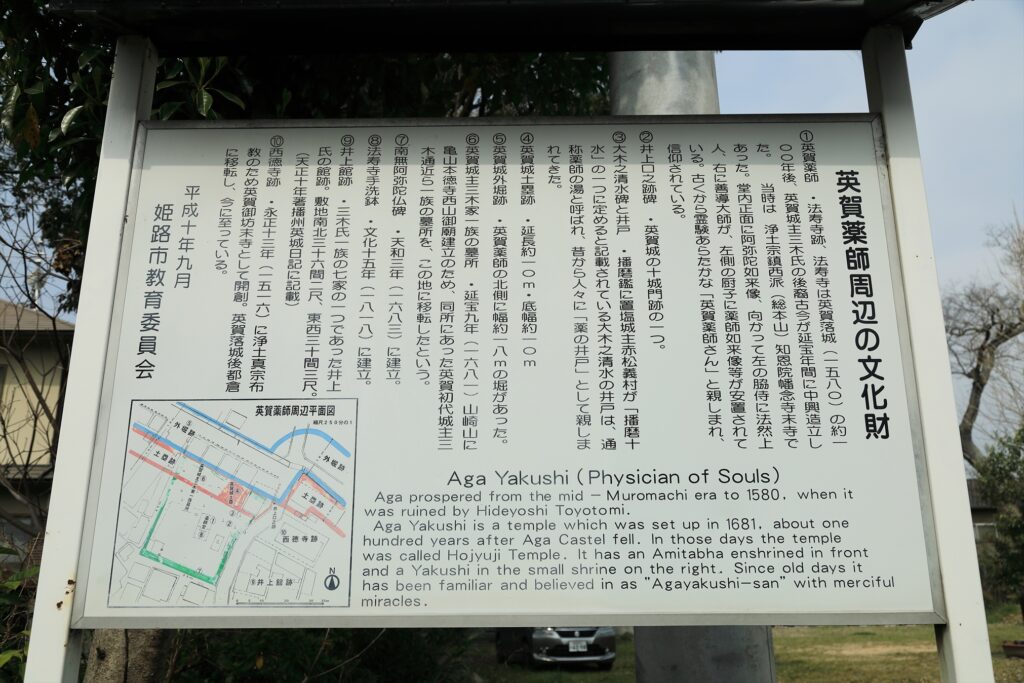 英賀薬師周辺の文化財
①英賀薬師 ・法寿寺跡、法寿寺は英賀落城(一五八〇)の約一
〇〇年後、英賀城主三木氏の後裔古今が延宝年間に中興造立し
た。 当時は 浄土宗鎮西派(総本山)知恩院幡念寺末寺で
あった。堂内正面に阿弥陀如来像、向かって左の脇侍に法然上
人、右に善導大師が、左側の厨子に薬師如来像等が安置されて
いる。古くから霊験あらたかな「英賀薬師さん」と親しまれ、
信仰されている。
②井上口之跡碑 ・英賀城の十城門跡の一つ。
③大木之清水碑と井戸 ・播磨鑑に置塩城主赤松義村が「播磨十
水」の一つに定めると記載されている大木之清水の井戸は、通
称薬師の湯と呼ばれ、昔から人々に「薬の井戸」として親しま
れてきた。
④英賀城土塁跡 ・延長約一一〇m・底幅約一〇m
⑤英賀城外堀跡 ・英賀薬師の北側に幅約一八mの堀があった。
⑥英賀城主三木家一族の墓所 ・延宝九年(一六八一)山崎山に
亀山本徳寺西山御廟建立のため、同所にあった英賀初代城主三
木通近ら一族の墓所を、この地に移転したという。
⑦南無阿弥陀仏碑 ・天和三年(一六八三)に建立。
⑧法寿寺手洗鉢 ・文化十五年(一八一八)に建立。
⑨井上館跡 ・三木氏一族の七家の一つであった井上
氏の館跡。敷地南北三十六間二尺、東西三十間三尺。
(天正十年著播州英城日記に記載)
⑩西徳寺跡 ・永正十三年(一五一六)に浄土真宗布
教のため英賀御坊末寺として開創。英賀落城後都倉
に移転し、今に至っている。
平成十年九月
姫路市教育委員会
英賀薬師周辺平面図
縮尺250分の1
外堀跡
外堀跡
土塁跡
土塁跡
⑩西徳寺跡
⑨井上館跡
N
Aga Yakushi (Physician of Souls)
Aga prospered from the mid - Muromachi era to 1580, when it
was ruined by Hideyoshi Toyotomi.
Aga Yakushi is a temple which was set up in 1681, about one
hundred years after Aga Castel fell. In those days the temple
was called Hojyuji Temple. It has an Amitabha enshrined in front
and a Yakushi in the small shrine on the right. Since old days it
has been familiar and believed in as "Agayakushi-san" with merciful
miracles.